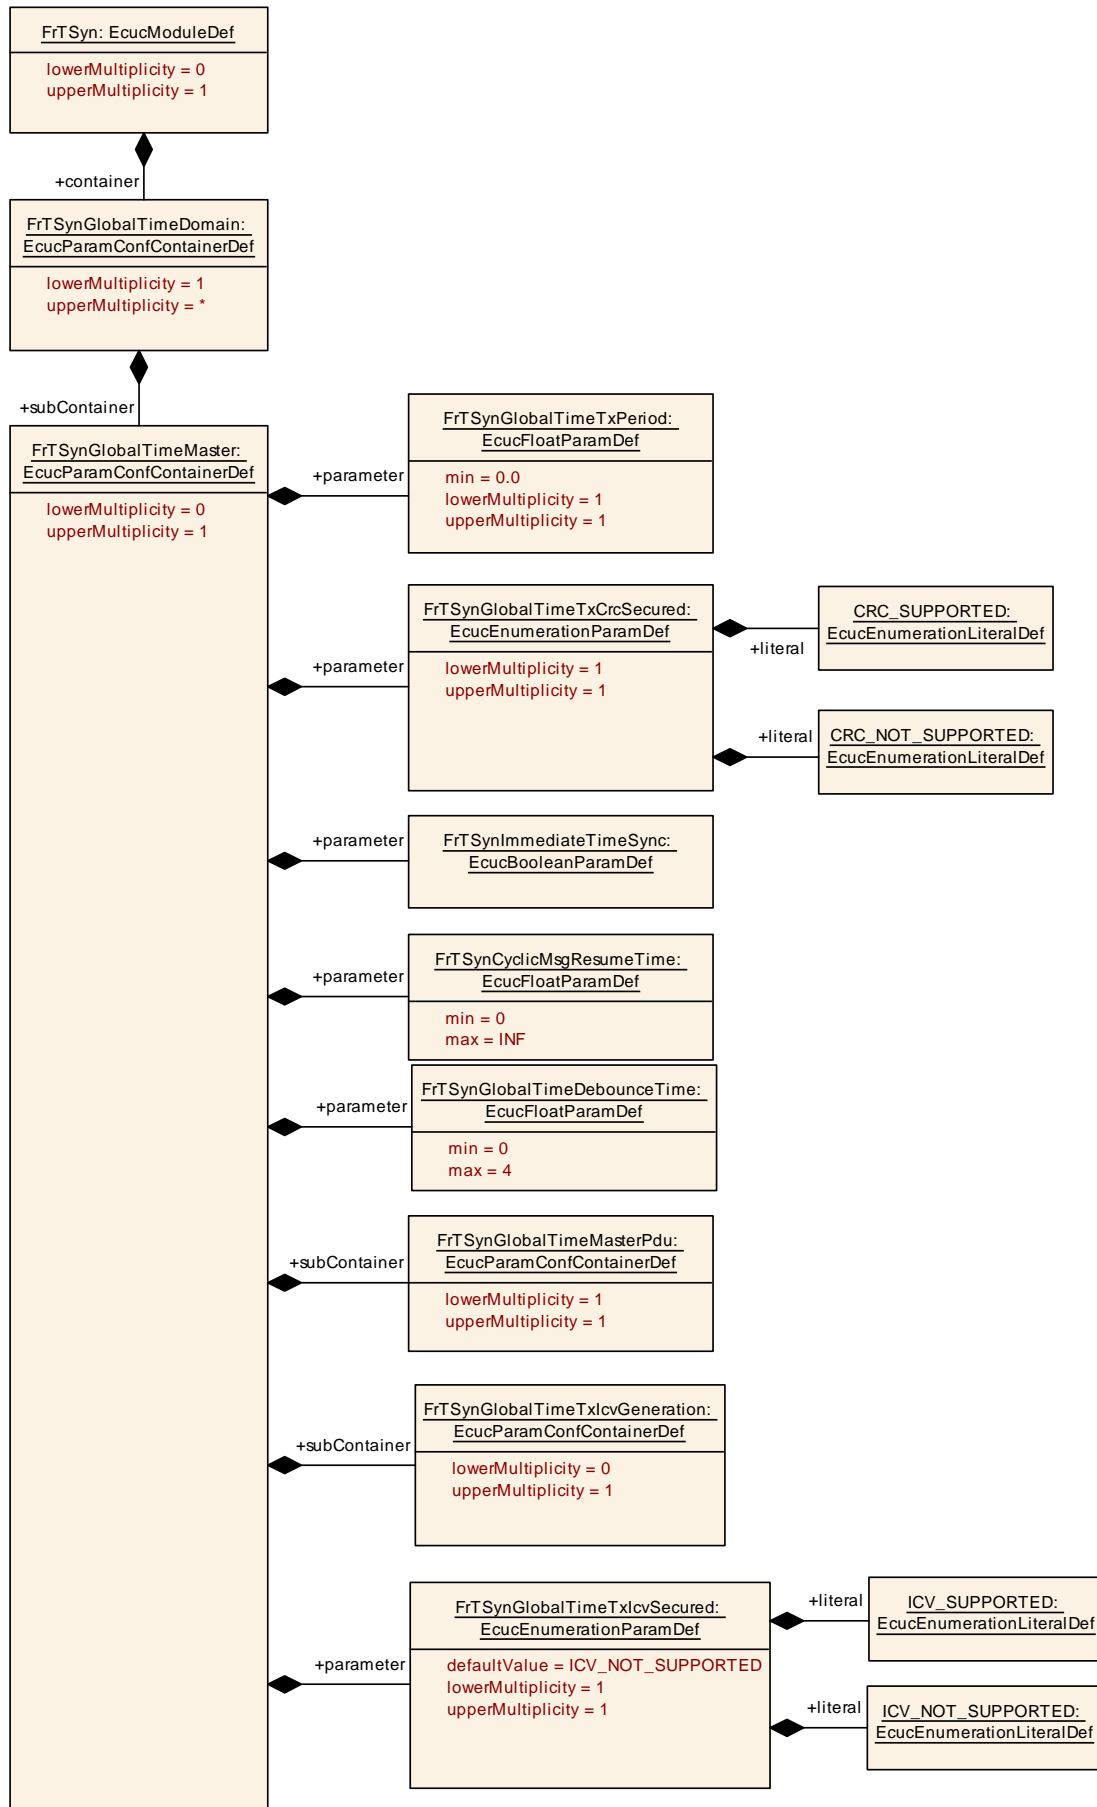 FrTSyn: EcucModuleDef
lowerMultiplicity = 0
upperMultiplicity = 1
+container
FrTSynGlobalTimeDomain:
EcucParamConfContainerDef
lowerMultiplicity = 1
upperMultiplicity = *
+subContainer
FrTSynGlobalTimeMaster:
EcucParamConfContainerDef
lowerMultiplicity = 0
upperMultiplicity = 1
+parameter
FrTSynGlobalTimeTxPeriod:
EcucFloatParamDef
min = 0.0
lowerMultiplicity = 1
upperMultiplicity = 1
+parameter
FrTSynGlobalTimeTxCrcSecured:
EcucEnumerationParamDef
lowerMultiplicity = 1
upperMultiplicity = 1
+literal
CRC_SUPPORTED:
EcucEnumerationLiteralDef
+literal
CRC_NOT_SUPPORTED:
EcucEnumerationLiteralDef
+parameter
FrTSynImmediateTimeSync:
EcucBooleanParamDef
+parameter
FrTSynCyclicMsgResumeTime:
EcucFloatParamDef
min = 0
max = INF
+parameter
FrTSynGlobalTimeDebounceTime:
EcucFloatParamDef
min = 0
max = 4
+subContainer
FrTSynGlobalTimeMasterPdu:
EcucParamConfContainerDef
lowerMultiplicity = 1
upperMultiplicity = 1
+subContainer
FrTSynGlobalTimeTxIcvGeneration:
EcucParamConfContainerDef
lowerMultiplicity = 0
upperMultiplicity = 1
+parameter
FrTSynGlobalTimeTxIcvSecured:
EcucEnumerationParamDef
defaultValue = ICV_NOT_SUPPORTED
lowerMultiplicity = 1
upperMultiplicity = 1
+literal
ICV_SUPPORTED:
EcucEnumerationLiteralDef
+literal
ICV_NOT_SUPPORTED:
EcucEnumerationLiteralDef